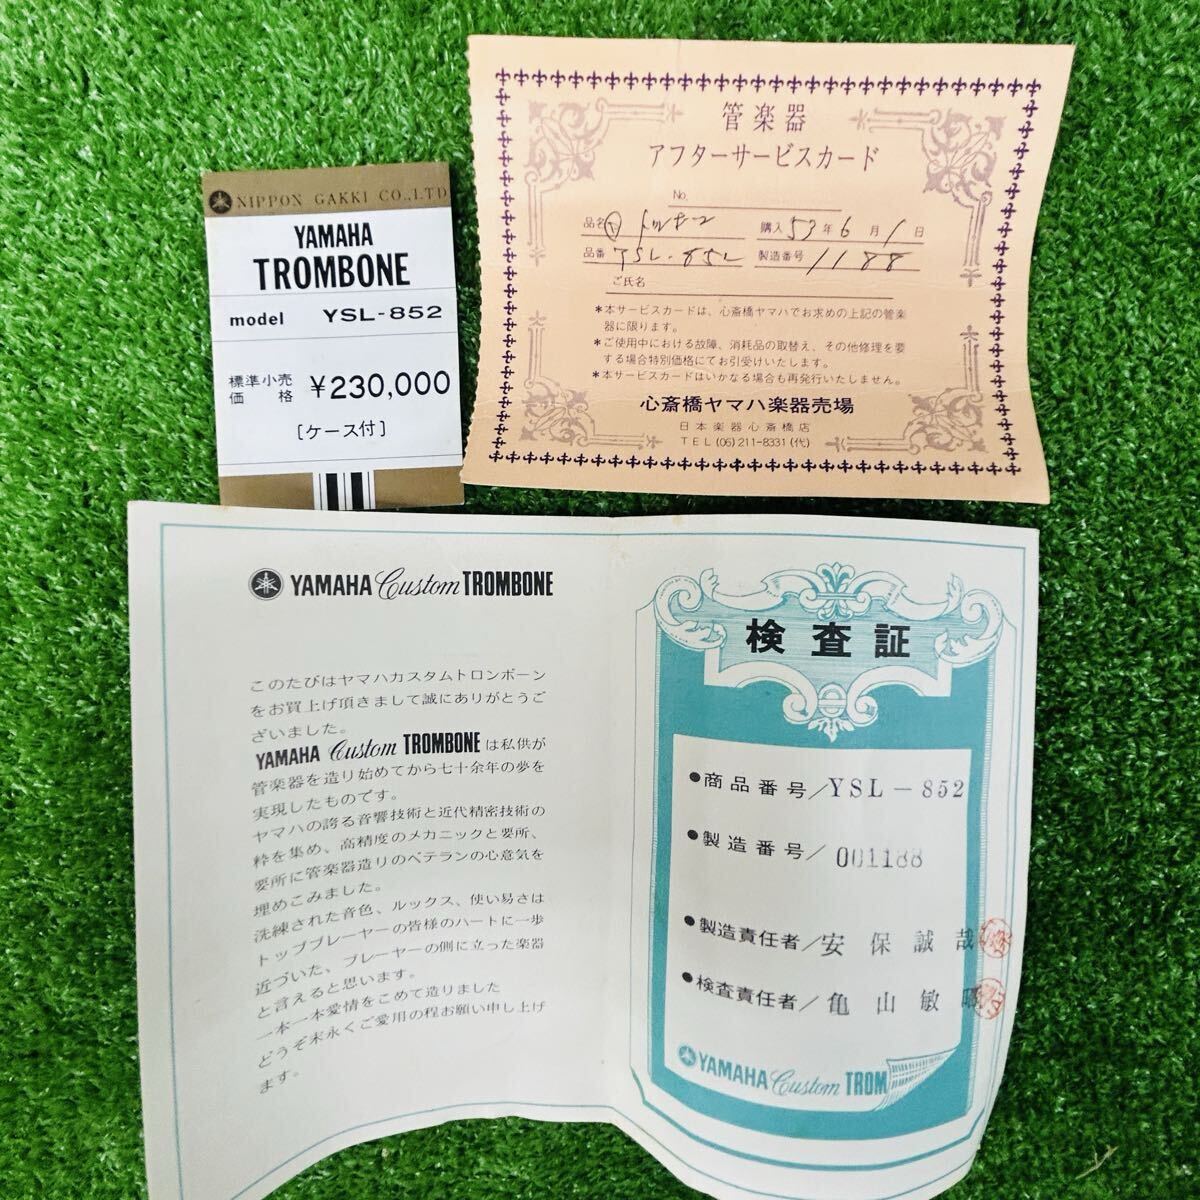 NIPPON GAKKI CO.,LTD
YAMAHA
TROMBONE
model YSL-852
標準小売
価格 ¥230,000
［ケース付］
管楽器
アフターサービスカード
No.
品名 購入 53年6月1日
品番 YSL-852 製造番号 1188
ご氏名
*本サービスカードは、心斎橋ヤマハでお求めの上記の管楽
器に限ります。
*ご使用中における故障、消耗品の取替え、その他修理を要
する場合特別価格にてお引受けいたします。
*本サービスカードはいかなる場合も再発行いたしません。
心斎橋ヤマハ楽器売場
日本楽器心斎橋店
TEL(06)211-8331(代)
YAMAHA Custom TROMBONE
このたびはヤマハカスタムトロンボーン
をお買上げ頂きまして誠にありがとうご
ざいました。
YAMAHA Custom TROMBONEは私供が
管楽器を造り始めてから七十余年の夢を
実現したものです。
ヤマハの誇る音響技術と近代精密技術の
粋を集め、高精度のメカニックと要所、
要所に管楽器造りのベテランの心意気を
埋めこみました。
洗練された音色、ルックス、使い易さは
トッププレーヤーの皆様のハートに一歩
近づいた、プレーヤーの側に立った楽器
と言えると思います。
一本一本愛情をこめて造りました
どうぞ末永くご愛用の程お願い申し上げ
ます。
検査証
●商品番号/YSL-852
●製造番号/001188
●製造責任者/安保誠哉
●検査責任者/亀山敏
YAMAHA Custom TROM